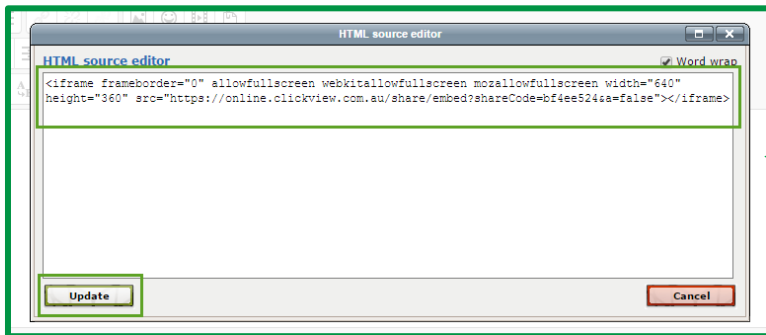 HTML source editor
HTML source editor
Word wrap
<iframe frameborder="0" allowfullscreen webkitallowfullscreen mozallowfullscreen width="640"
height="360" src="https://online.clickview.com.au/share/embed?shareCode=bf4ee524&a=false"></iframe>
Update
Cancel